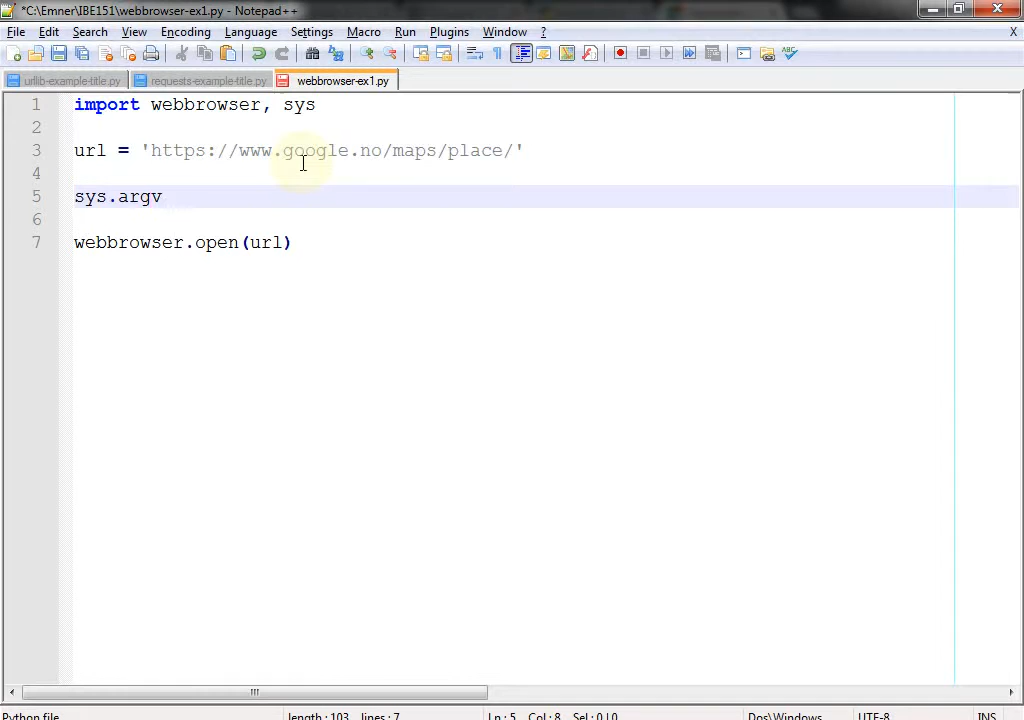 *C:\Emner\IBE151\webbrowser-ex1.py - Notepad++
File Edit Search View Encoding Language Settings Macro Run Plugins Window ? X
urllib-example-title.py requests-example-title.py webbrowser-ex1.py
1 import webbrowser, sys
2
3 url = 'https://www.google.no/maps/place/'
4
5 sys.argv
6
7 webbrowser.open(url)
Python file length : 103 lines : 7 Ln : 5 Col : 8 Sel : 0 | 0 Dos\Windows UTF-8 INS